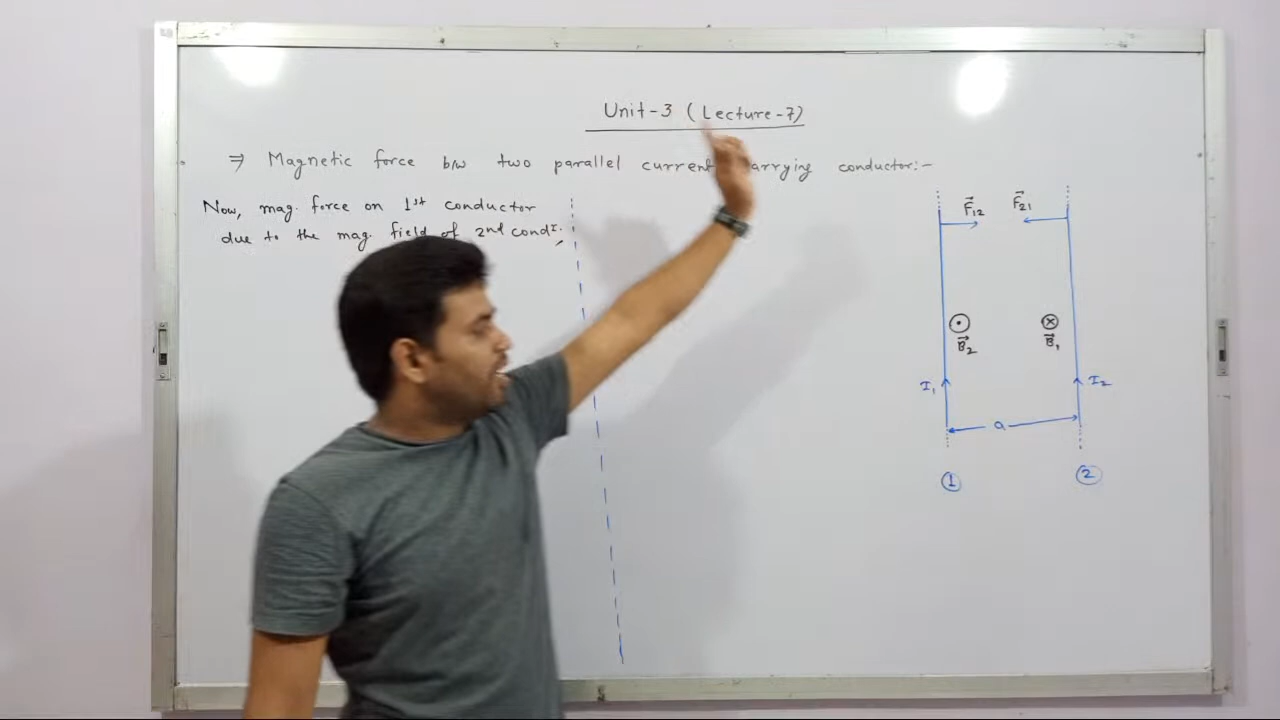 Unit-3 (Lecture-7)
⇒ Magnetic force b/w two parallel current carrying conductor:-
Now, mag. force on 1st conductor
due to the mag. field of 2nd condr.,
F⃗12 F⃗21
B⃗2 B⃗1
I1 I2
a
1 2